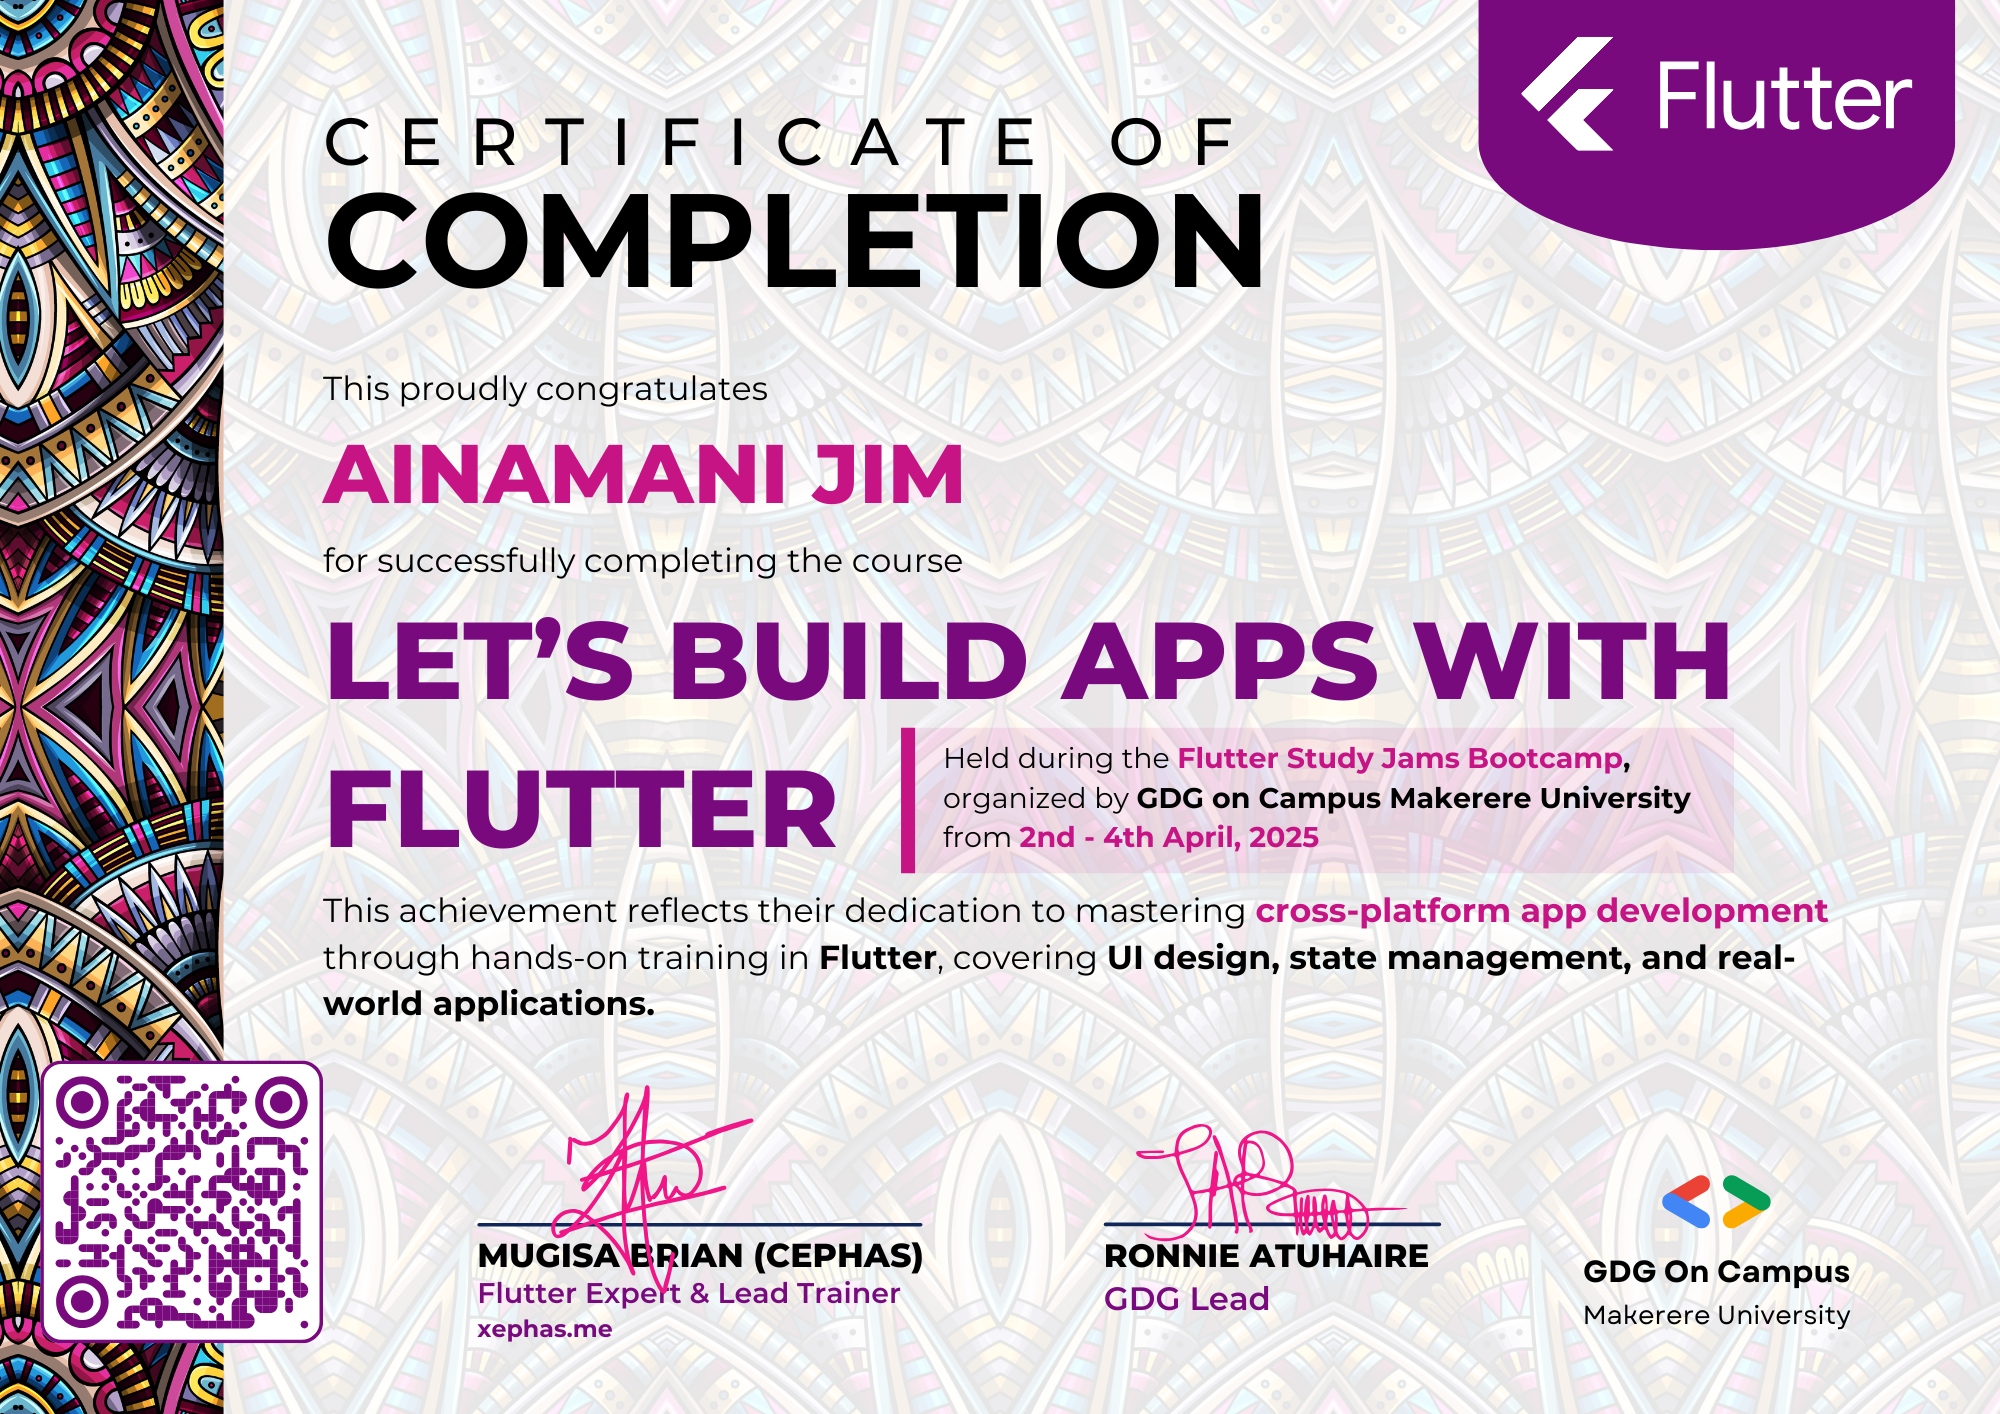 Flutter
CERTIFICATE OF
COMPLETION
This proudly congratulates
AINAMANI JIM
for successfully completing the course
LET’S BUILD APPS WITH
FLUTTER
Held during the Flutter Study Jams Bootcamp,
organized by GDG on Campus Makerere University
from 2nd - 4th April, 2025
This achievement reflects their dedication to mastering cross-platform app development
through hands-on training in Flutter, covering UI design, state management, and real-
world applications.
MUGISA BRIAN (CEPHAS)
Flutter Expert & Lead Trainer
xephas.me
RONNIE ATUHAIRE
GDG Lead
GDG On Campus
Makerere University